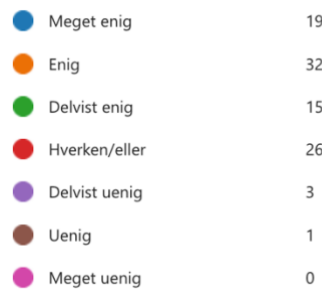 Meget enig 19
Enig 32
Delvist enig 15
Hverken/eller 26
Delvist uenig 3
Uenig 1
Meget uenig 0